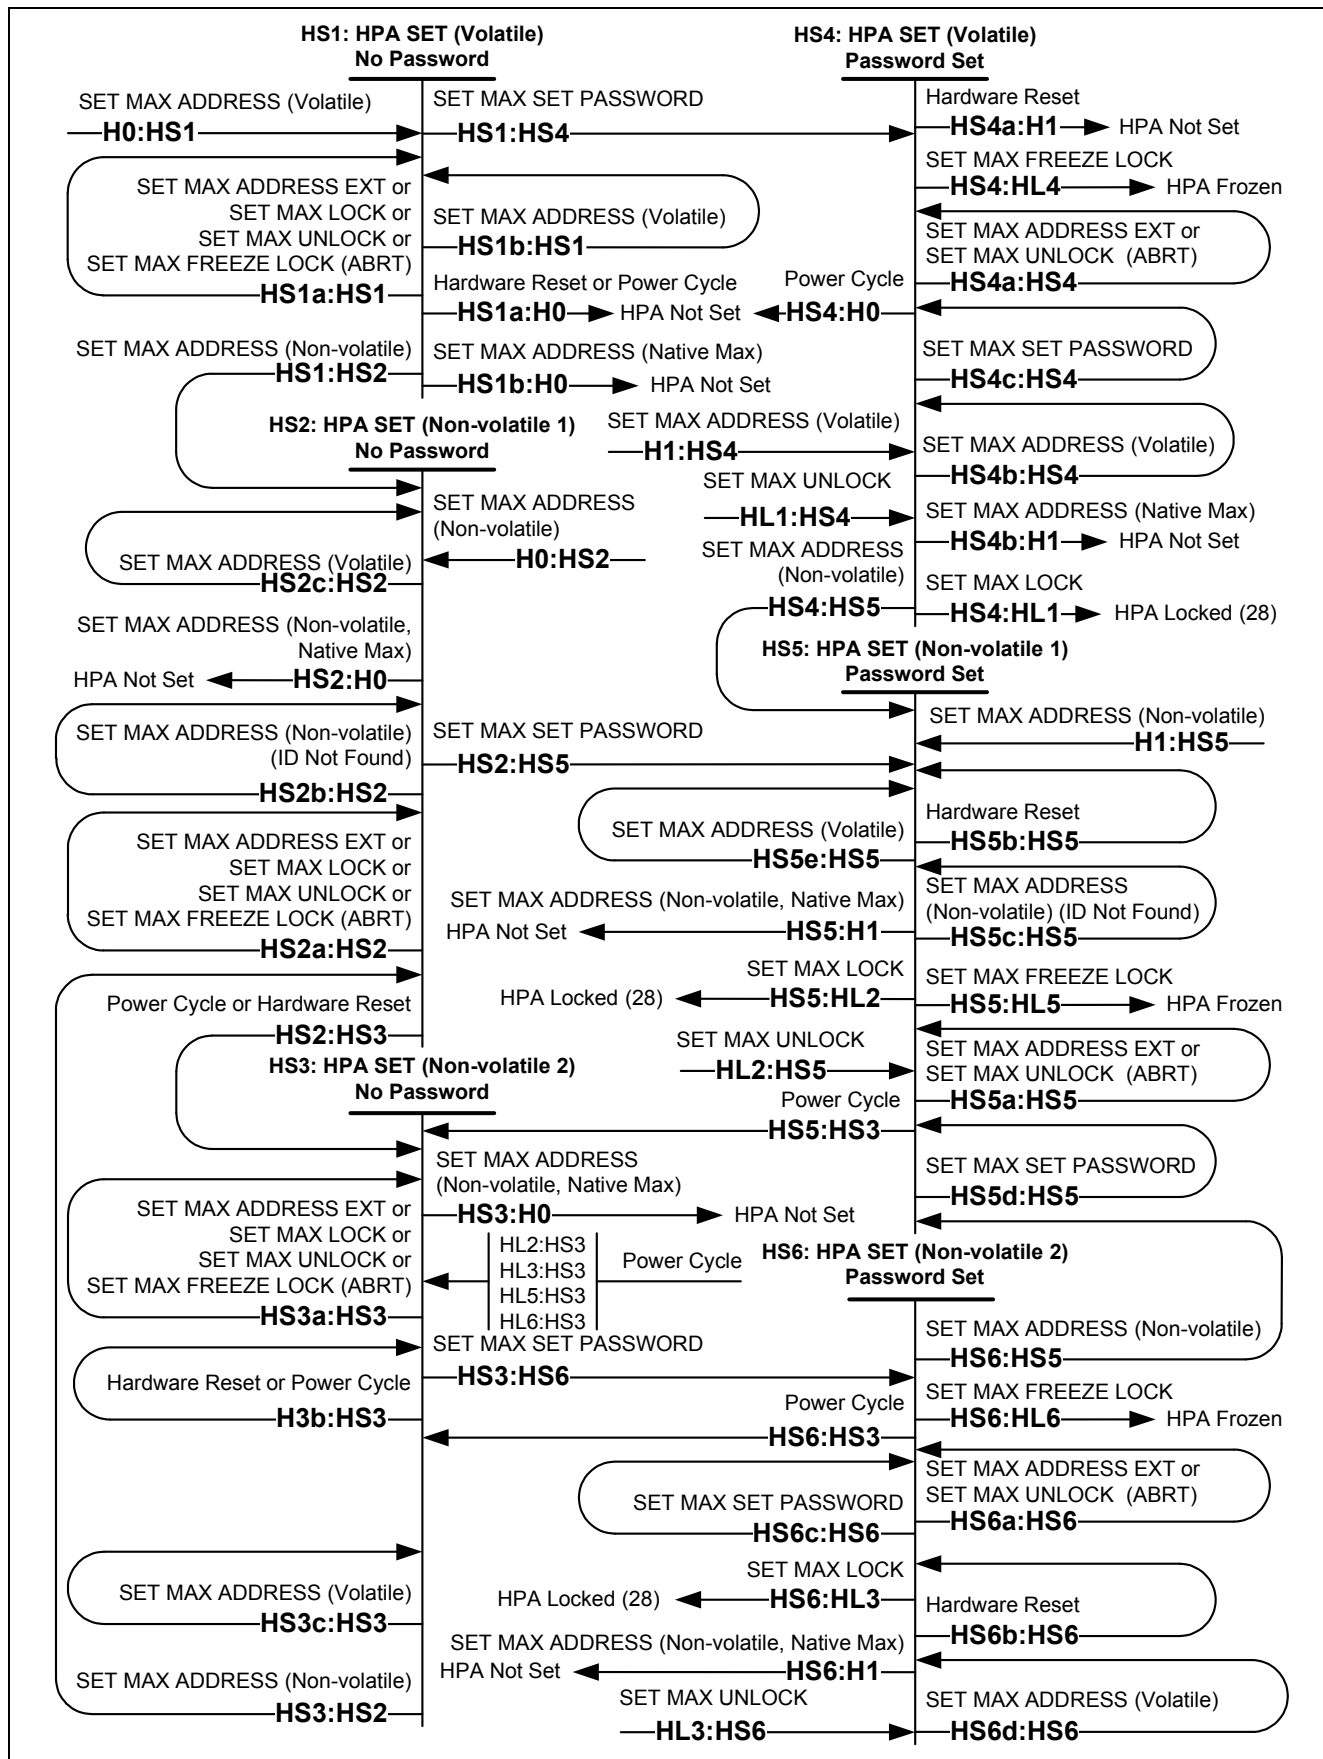 HS1: HPA SET (Volatile)
No Password
SET MAX ADDRESS (Volatile)
H0:HS1
SET MAX SET PASSWORD
HS1:HS4
SET MAX ADDRESS EXT or
SET MAX LOCK or
SET MAX UNLOCK or
SET MAX FREEZE LOCK (ABRT)
HS1a:HS1
SET MAX ADDRESS (Volatile)
HS1b:HS1
Hardware Reset or Power Cycle
HS1a:H0
HPA Not Set
SET MAX ADDRESS (Non-volatile)
HS1:HS2
SET MAX ADDRESS (Native Max)
HS1b:H0
HPA Not Set
HS2: HPA SET (Non-volatile 1)
No Password
SET MAX ADDRESS
(Non-volatile)
H0:HS2
SET MAX ADDRESS (Volatile)
HS2c:HS2
SET MAX ADDRESS (Non-volatile,
Native Max)
HPA Not Set
HS2:H0
SET MAX ADDRESS (Non-volatile)
(ID Not Found)
HS2b:HS2
SET MAX SET PASSWORD
HS2:HS5
SET MAX ADDRESS EXT or
SET MAX LOCK or
SET MAX UNLOCK or
SET MAX FREEZE LOCK (ABRT)
HS2a:HS2
Power Cycle or Hardware Reset
HS2:HS3
HS3: HPA SET (Non-volatile 2)
No Password
SET MAX ADDRESS
(Non-volatile, Native Max)
HS3:H0
HPA Not Set
SET MAX ADDRESS EXT or
SET MAX LOCK or
SET MAX UNLOCK or
SET MAX FREEZE LOCK (ABRT)
HS3a:HS3
HL2:HS3
HL3:HS3
HL5:HS3
HL6:HS3
Power Cycle
SET MAX SET PASSWORD
HS3:HS6
Hardware Reset or Power Cycle
H3b:HS3
SET MAX ADDRESS (Volatile)
HS3c:HS3
SET MAX ADDRESS (Non-volatile)
HS3:HS2
HS4: HPA SET (Volatile)
Password Set
Hardware Reset
HS4a:H1
HPA Not Set
SET MAX FREEZE LOCK
HS4:HL4
HPA Frozen
SET MAX ADDRESS EXT or
SET MAX UNLOCK (ABRT)
HS4a:HS4
Power Cycle
HS4:H0
SET MAX SET PASSWORD
HS4c:HS4
SET MAX ADDRESS (Volatile)
H1:HS4
SET MAX ADDRESS (Volatile)
HS4b:HS4
SET MAX UNLOCK
HL1:HS4
SET MAX ADDRESS (Native Max)
HS4b:H1
HPA Not Set
SET MAX ADDRESS
(Non-volatile)
HS4:HS5
SET MAX LOCK
HS4:HL1
HPA Locked (28)
HS5: HPA SET (Non-volatile 1)
Password Set
SET MAX ADDRESS (Non-volatile)
H1:HS5
Hardware Reset
HS5b:HS5
SET MAX ADDRESS (Volatile)
HS5e:HS5
SET MAX ADDRESS
(Non-volatile) (ID Not Found)
HS5c:HS5
SET MAX ADDRESS (Non-volatile, Native Max)
HPA Not Set
HS5:H1
SET MAX LOCK
HPA Locked (28)
HS5:HL2
SET MAX FREEZE LOCK
HS5:HL5
HPA Frozen
SET MAX UNLOCK
HL2:HS5
SET MAX ADDRESS EXT or
SET MAX UNLOCK (ABRT)
HS5a:HS5
Power Cycle
HS5:HS3
SET MAX SET PASSWORD
HS5d:HS5
HS6: HPA SET (Non-volatile 2)
Password Set
SET MAX ADDRESS (Non-volatile)
HS6:HS5
SET MAX FREEZE LOCK
HS6:HL6
HPA Frozen
Power Cycle
HS6:HS3
SET MAX ADDRESS EXT or
SET MAX UNLOCK (ABRT)
HS6a:HS6
SET MAX SET PASSWORD
HS6c:HS6
SET MAX LOCK
HPA Locked (28)
HS6:HL3
Hardware Reset
HS6b:HS6
SET MAX ADDRESS (Non-volatile, Native Max)
HPA Not Set
HS6:H1
SET MAX UNLOCK
HL3:HS6
SET MAX ADDRESS (Volatile)
HS6d:HS6